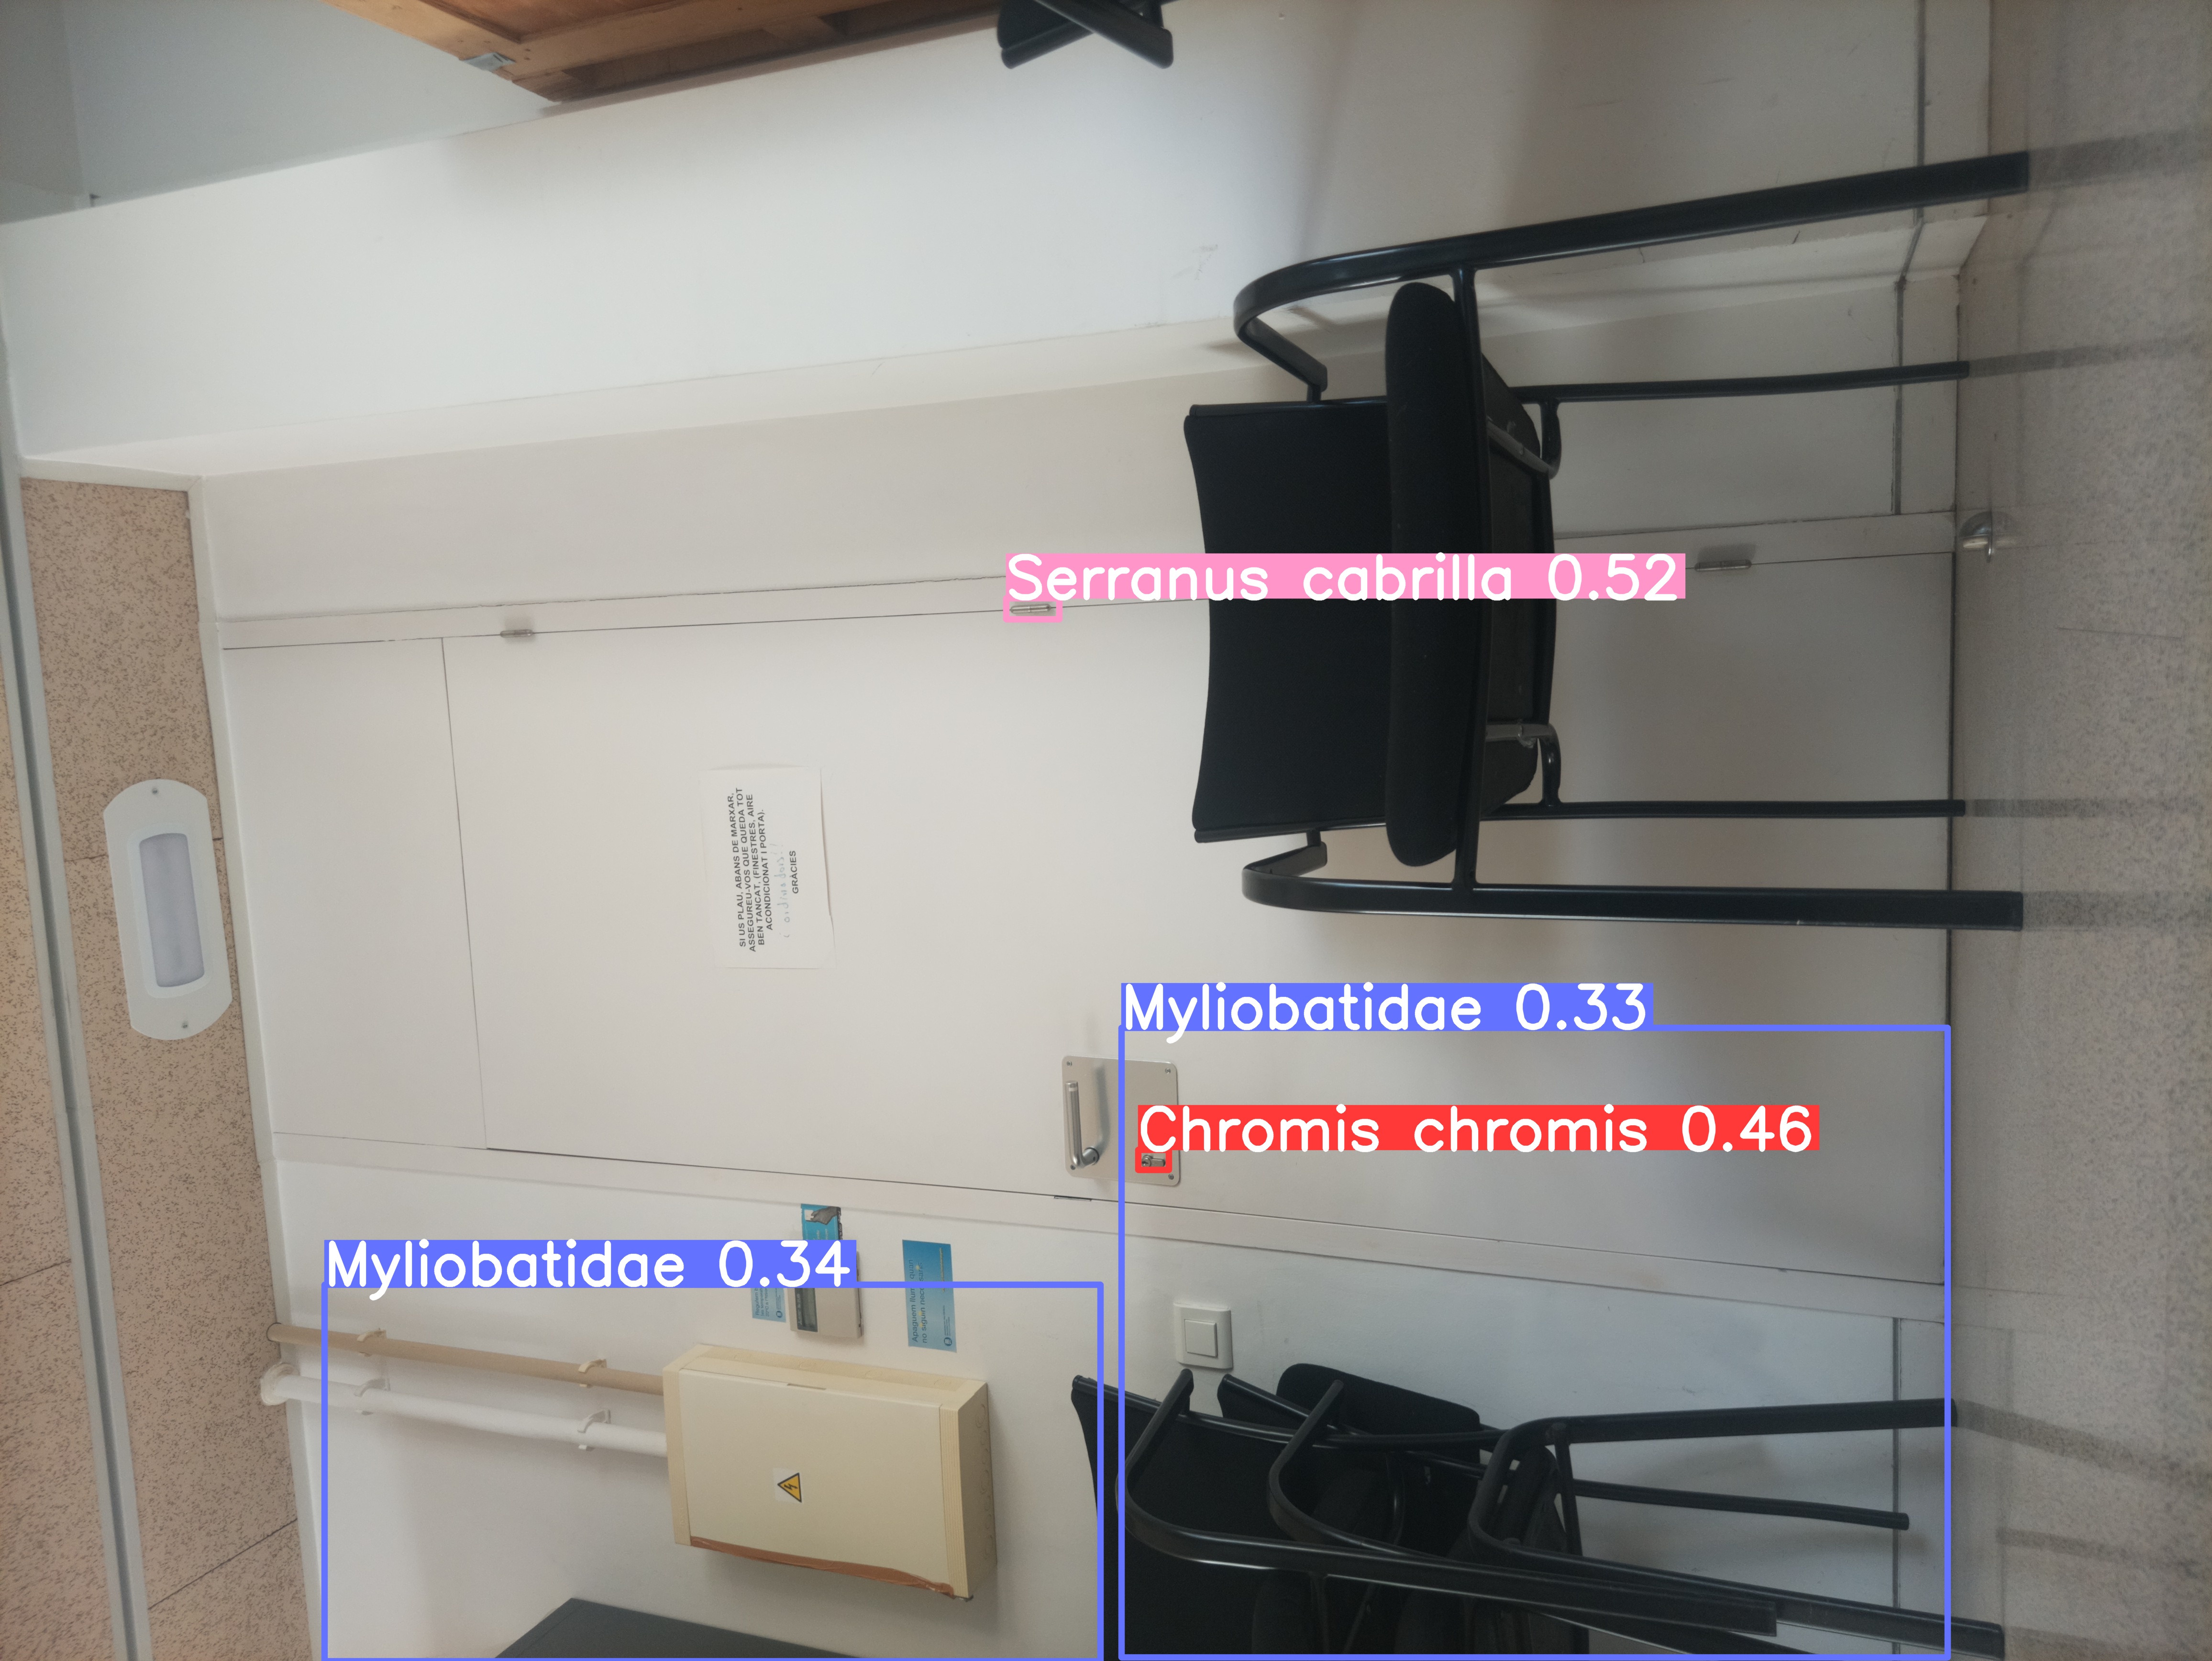 Serranus cabrilla 0.52
SI US PLAU, ABANS DE MARXAR,
ASSEGUREU-VOS QUE QUEDA TOT
BEN TANCAT, (FINESTRES, AIRE
ACONDICIONAT I PORTA).
GRÀCIES
Myliobatidae 0.33
Chromis chromis 0.46
Myliobatidae 0.34
Apaguem